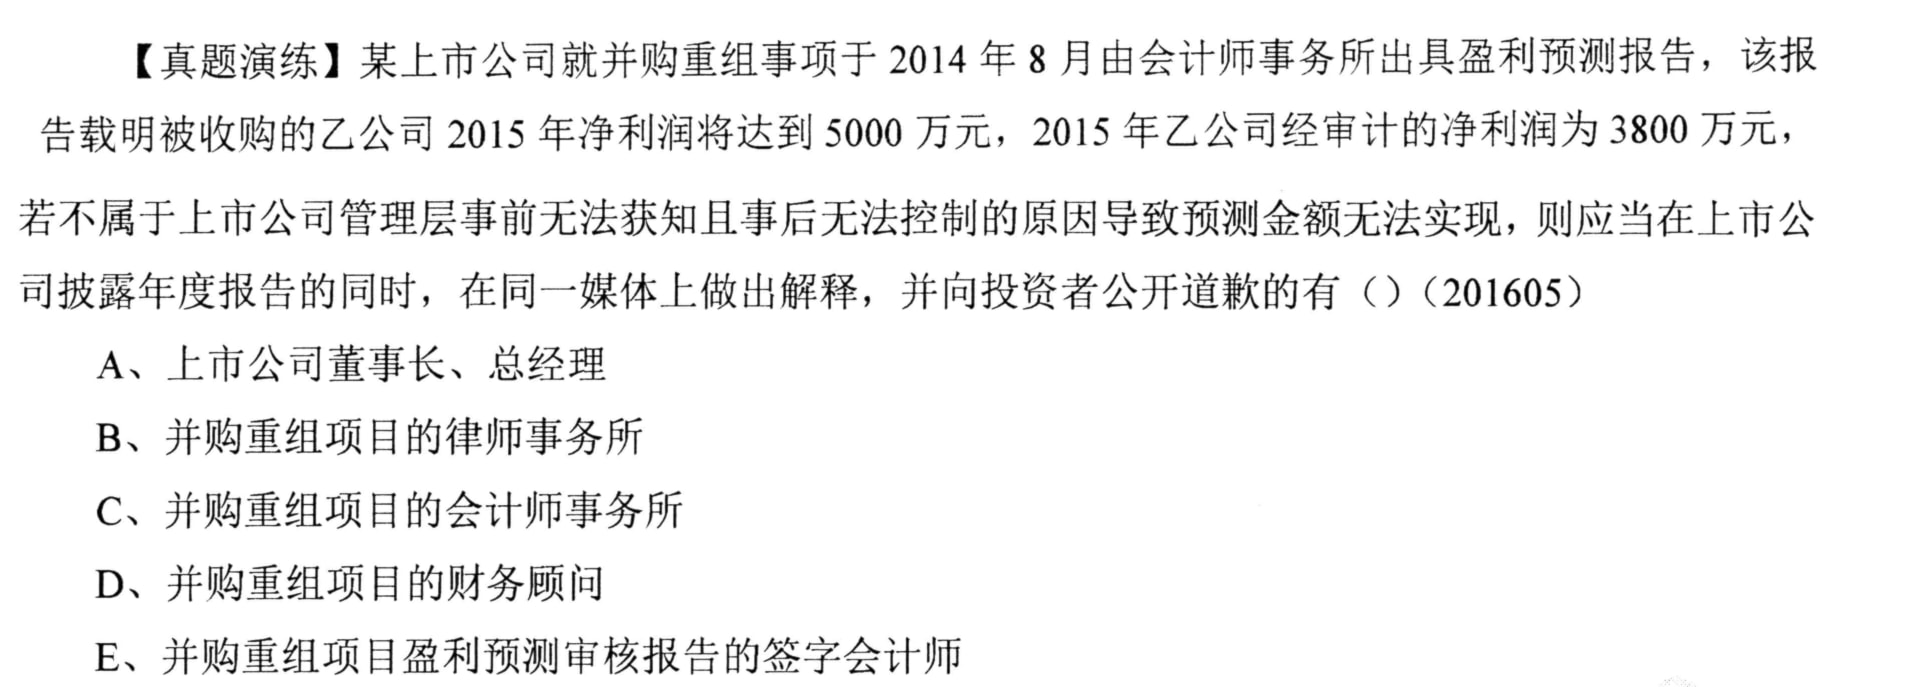 【真题演练】某上市公司就并购重组事项于 2014 年 8 月由会计师事务所出具盈利预测报告，该报
告载明被收购的乙公司 2015 年净利润将达到 5000 万元，2015 年乙公司经审计的净利润为 3800 万元，
若不属于上市公司管理层事前无法获知且事后无法控制的原因导致预测金额无法实现，则应当在上市公
司披露年度报告的同时，在同一媒体上做出解释，并向投资者公开道歉的有（）（201605）
A、上市公司董事长、总经理
B、并购重组项目的律师事务所
C、并购重组项目的会计师事务所
D、并购重组项目的财务顾问
E、并购重组项目盈利预测审核报告的签字会计师